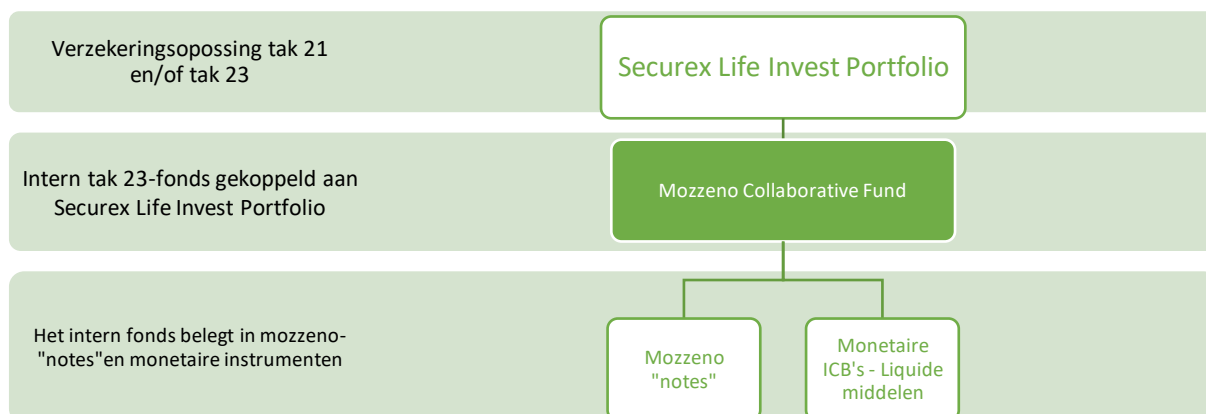 Verzekeringsopossing tak 21
en/of tak 23
Securex Life Invest Portfolio
Intern tak 23-fonds gekoppeld aan
Securex Life Invest Portfolio
Mozzeno Collaborative Fund
Het intern fonds belegt in mozzeno-
"notes"en monetaire instrumenten
Mozzeno
"notes"
Monetaire
ICB's - Liquide
middelen